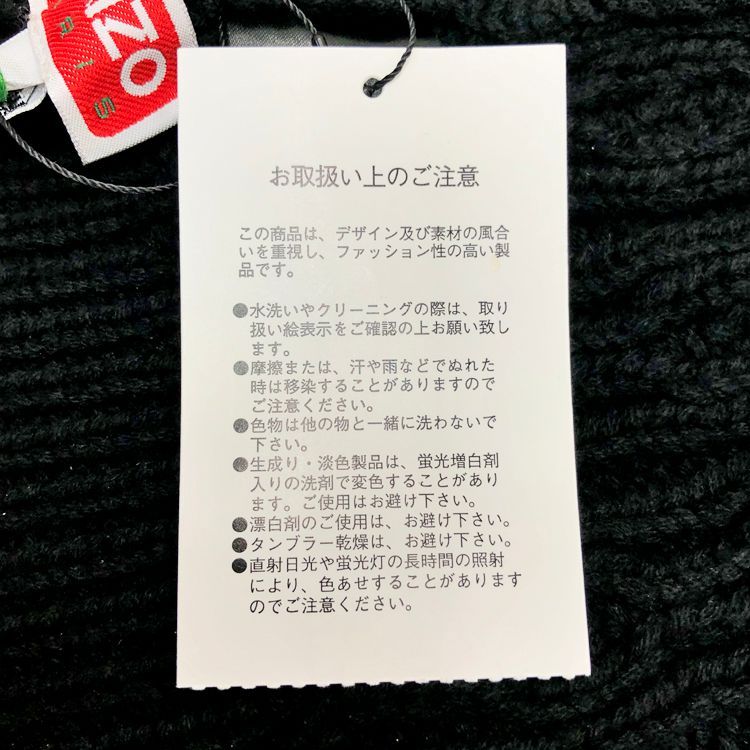 NZO
PARIS
お取扱い上のご注意
この商品は、デザイン及び素材の風合
いを重視し、ファッション性の高い製
品です。
●水洗いやクリーニングの際は、取り
扱い絵表示をご確認の上お願い致し
ます。
●摩擦または、汗や雨などでぬれた
時は移染することがありますので
ご注意ください。
●色物は他の物と一緒に洗わないで
下さい。
●生成り・淡色製品は、蛍光増白剤
入りの洗剤で変色することがあり
ます。ご使用はお避け下さい。
●漂白剤のご使用は、お避け下さい。
●タンブラー乾燥は、お避け下さい。
●直射日光や蛍光灯の長時間の照射
により、色あせすることがあります
のでご注意ください。